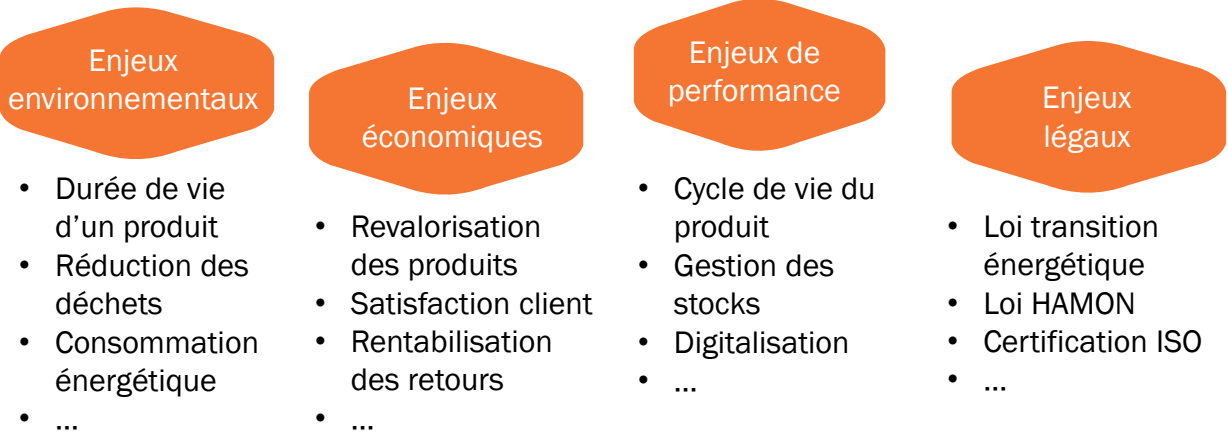 Enjeux
environnementaux
• Durée de vie
d’un produit
• Réduction des
déchets
• Consommation
énergétique
• ...
Enjeux
économiques
• Revalorisation
des produits
• Satisfaction client
• Rentabilisation
des retours
• ...
Enjeux de
performance
• Cycle de vie du
produit
• Gestion des
stocks
• Digitalisation
• ...
Enjeux
légaux
• Loi transition
énergétique
• Loi HAMON
• Certification ISO
• ...